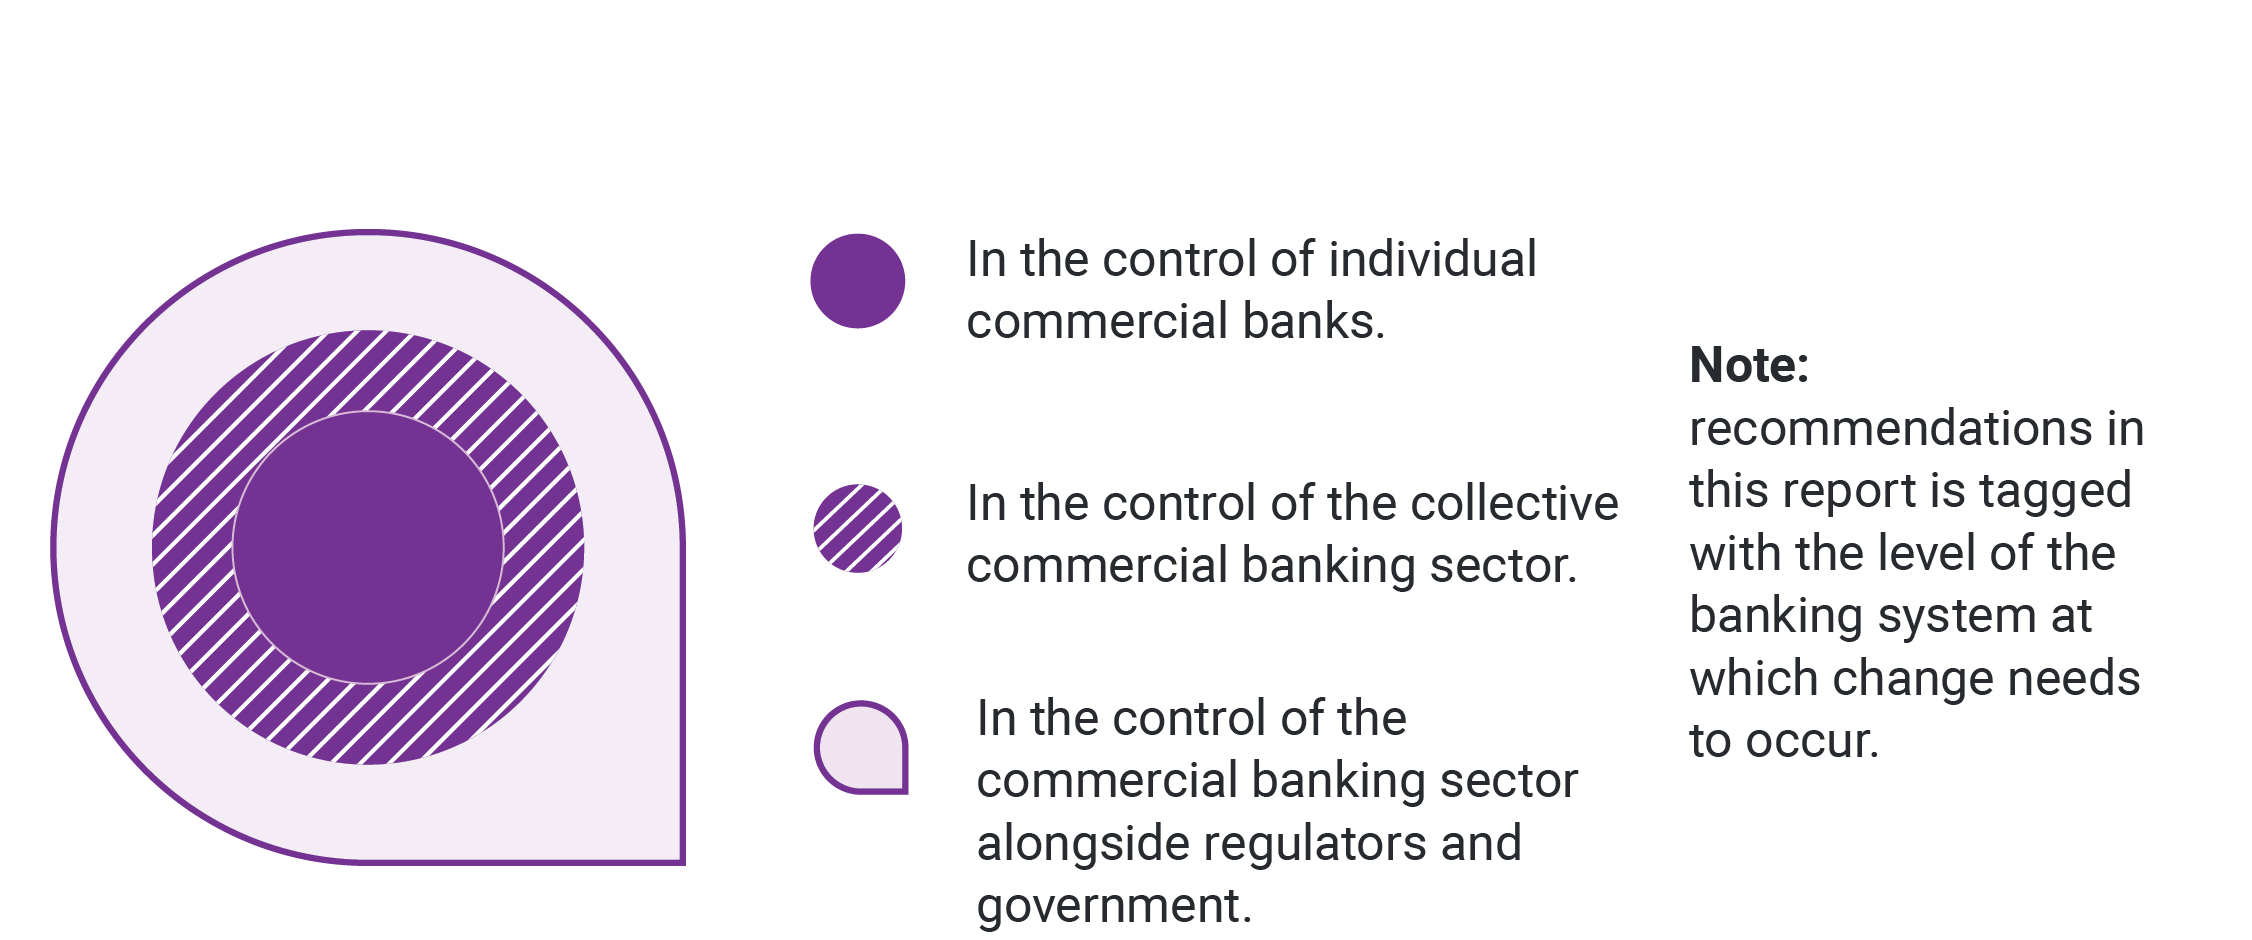 In the control of individual
commercial banks.
In the control of the collective
commercial banking sector.
In the control of the
commercial banking sector
alongside regulators and
government.
Note:
recommendations in
this report is tagged
with the level of the
banking system at
which change needs
to occur.